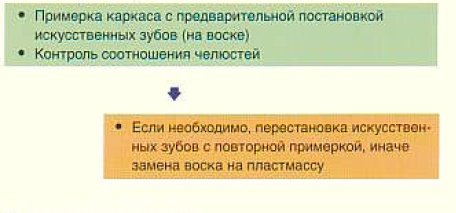 • Примерка каркаса с предварительной постановкой
искусственных зубов (на воске)
• Контроль соотношения челюстей
• Если необходимо, перестановка искусствен-
ных зубов с повторной примеркой, иначе
замена воска на пластмассу